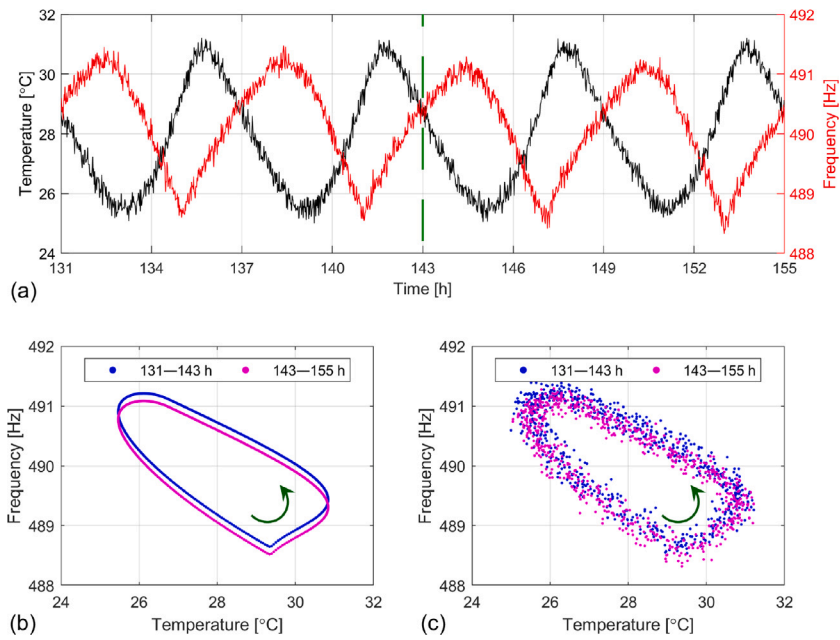 32
30
28
26
24
Temperature [°C]
492
491
490
489
488
Frequency [Hz]
131 134 137 140 143 146 149 152 155
Time [h]
(a)
492
491
490
489
488
Frequency [Hz]
131—143 h 143—155 h
24 26 28 30 32
Temperature [°C]
(b)
492
491
490
489
488
Frequency [Hz]
131—143 h 143—155 h
24 26 28 30 32
Temperature [°C]
(c)